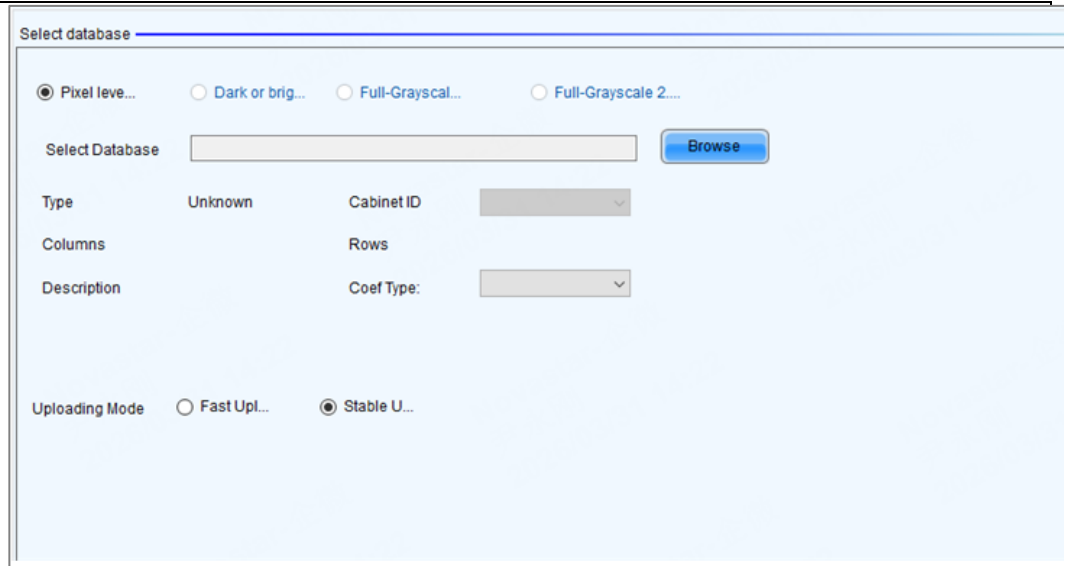 Select database
Pixel leve... Dark or brig... Full-Grayscal... Full-Grayscale 2....
Select Database Browse
Type Unknown Cabinet ID
Columns Rows
Description Coef Type:
Uploading Mode Fast Upl... Stable U...